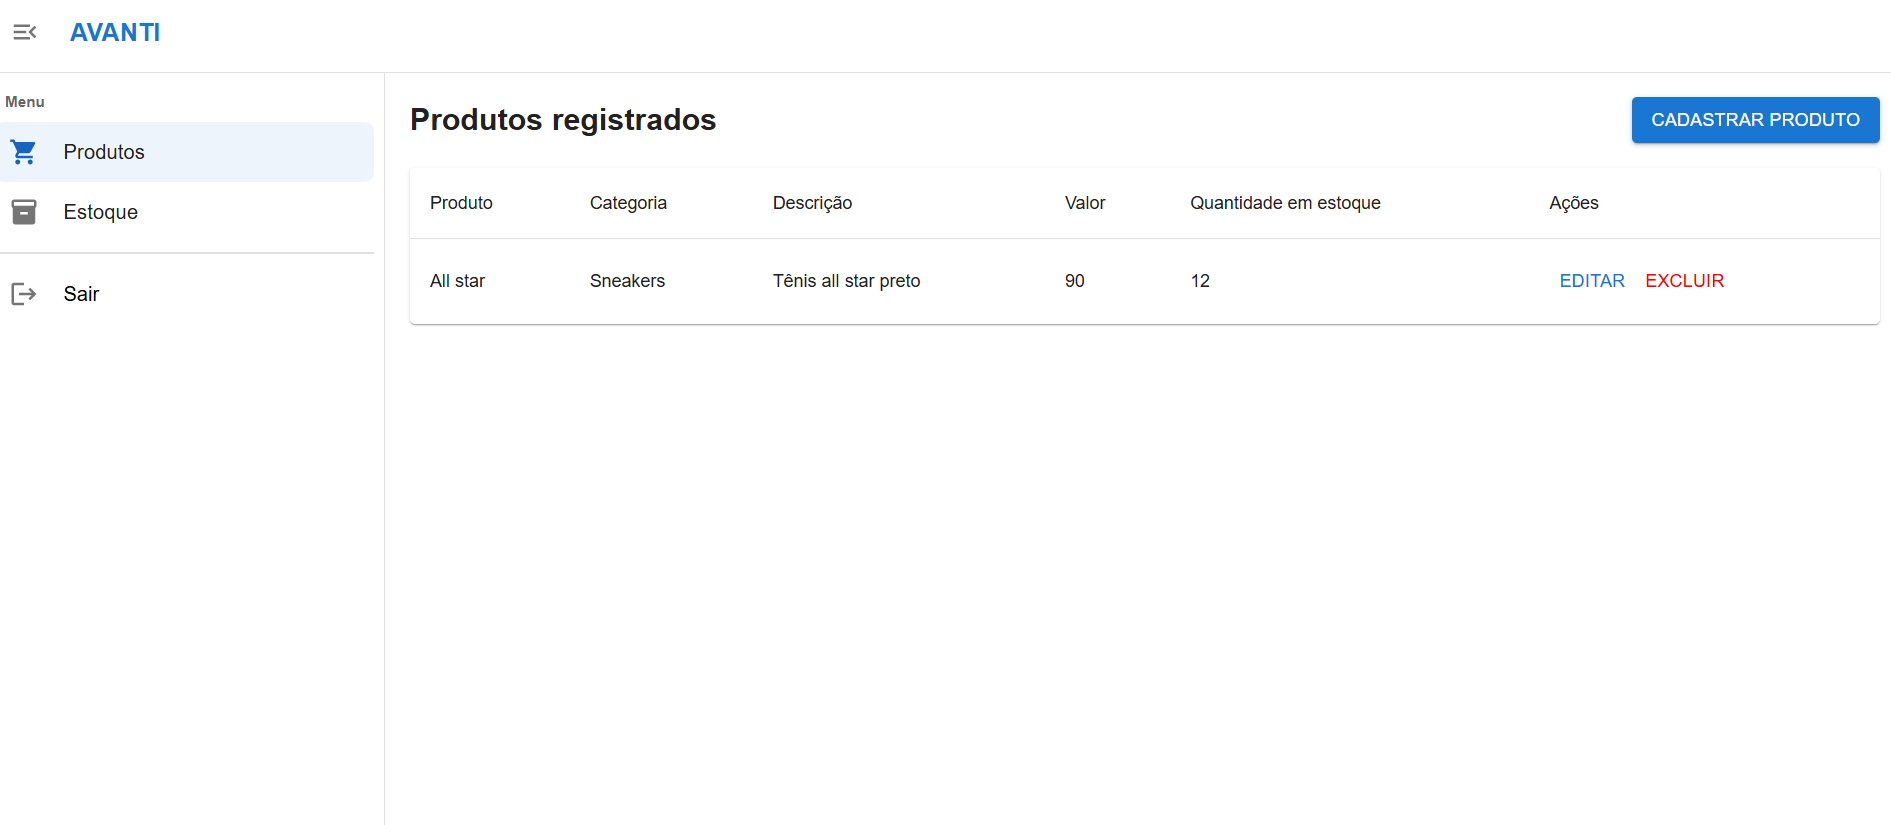 AVANTI
Menu
Produtos
Estoque
Sair
Produtos registrados
CADASTRAR PRODUTO
Produto Categoria Descrição Valor Quantidade em estoque Ações
All star Sneakers Tênis all star preto 90 12 EDITAR EXCLUIR